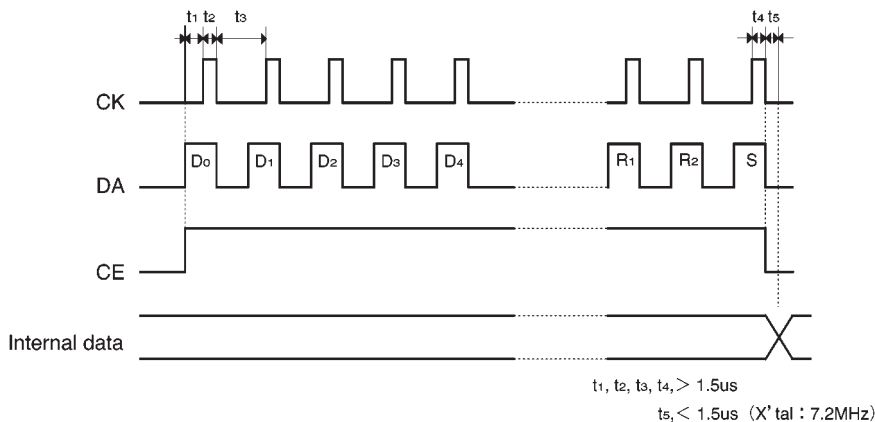 t₁ t₂ t₃ t₄ t₅
CK
D₀ D₁ D₂ D₃ D₄ R₁ R₂ S
DA
CE
Internal data
t₁, t₂, t₃, t₄,＞ 1.5us
t₅,＜ 1.5us（X' tal：7.2MHz）